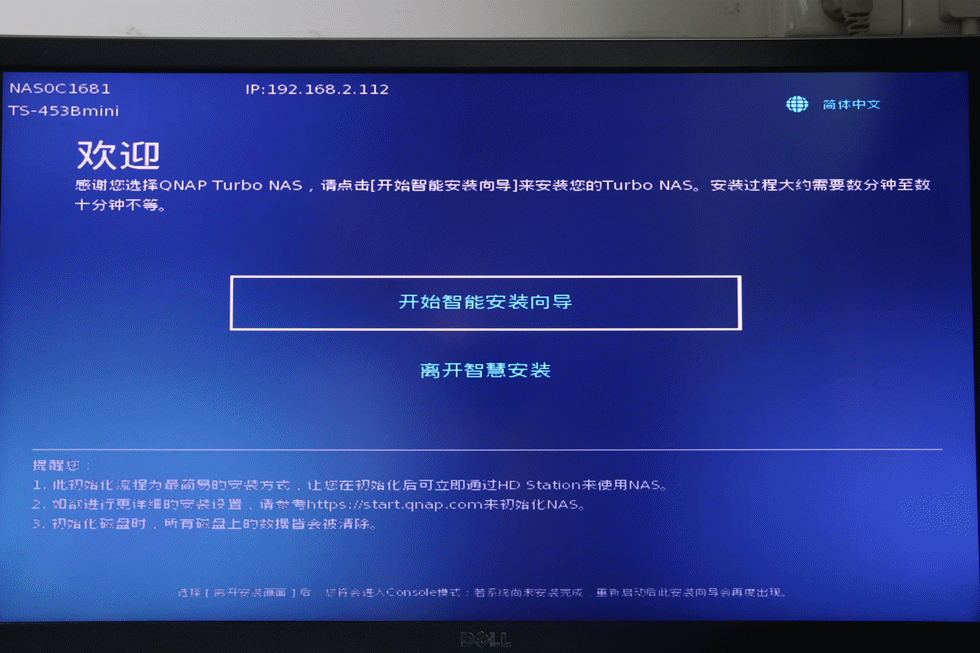 NAS0C1681
IP:192.168.2.112
TS-453Bmini
简体中文
欢迎
感谢您选择QNAP Turbo NAS，请点击[开始智能安装向导]来安装您的Turbo NAS。安装过程大约需要数分钟至数
十分钟不等。
开始智能安装向导
离开智慧安装
提醒您：
1. 此初始化流程为最简易的安装方式，让您在初始化后可立即通过HD Station来使用NAS。
2. 如欲进行更详细的安装设置，请参考https://start.qnap.com来初始化NAS。
3. 初始化磁盘时，所有磁盘上的数据皆会被清除。
选择 [ 离开安装画面 ] 后，您将会进入Console模式；若系统尚未安装完成，重新启动后此安装向导会再度出现。
DELL